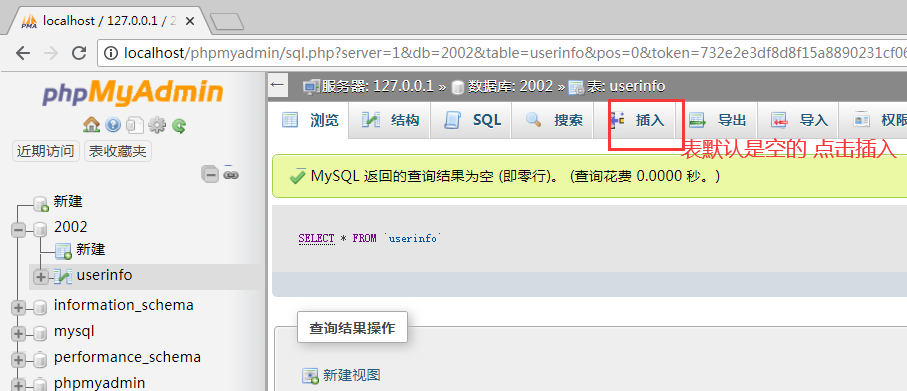 localhost / 127.0.0.1 / 2
localhost/phpmyadmin/sql.php?server=1&db=2002&table=userinfo&pos=0&token=732e2e3df8d8f15a8890231cf06
phpMyAdmin
近期访问 表收藏夹
新建
2002
新建
userinfo
information_schema
mysql
performance_schema
phpmyadmin
服务器: 127.0.0.1 » 数据库: 2002 » 表: userinfo
浏览 结构 SQL 搜索 插入 导出 导入 权限
表默认是空的 点击插入
MySQL 返回的查询结果为空 (即零行)。 (查询花费 0.0000 秒。)
SELECT * FROM `userinfo`
查询结果操作
新建视图